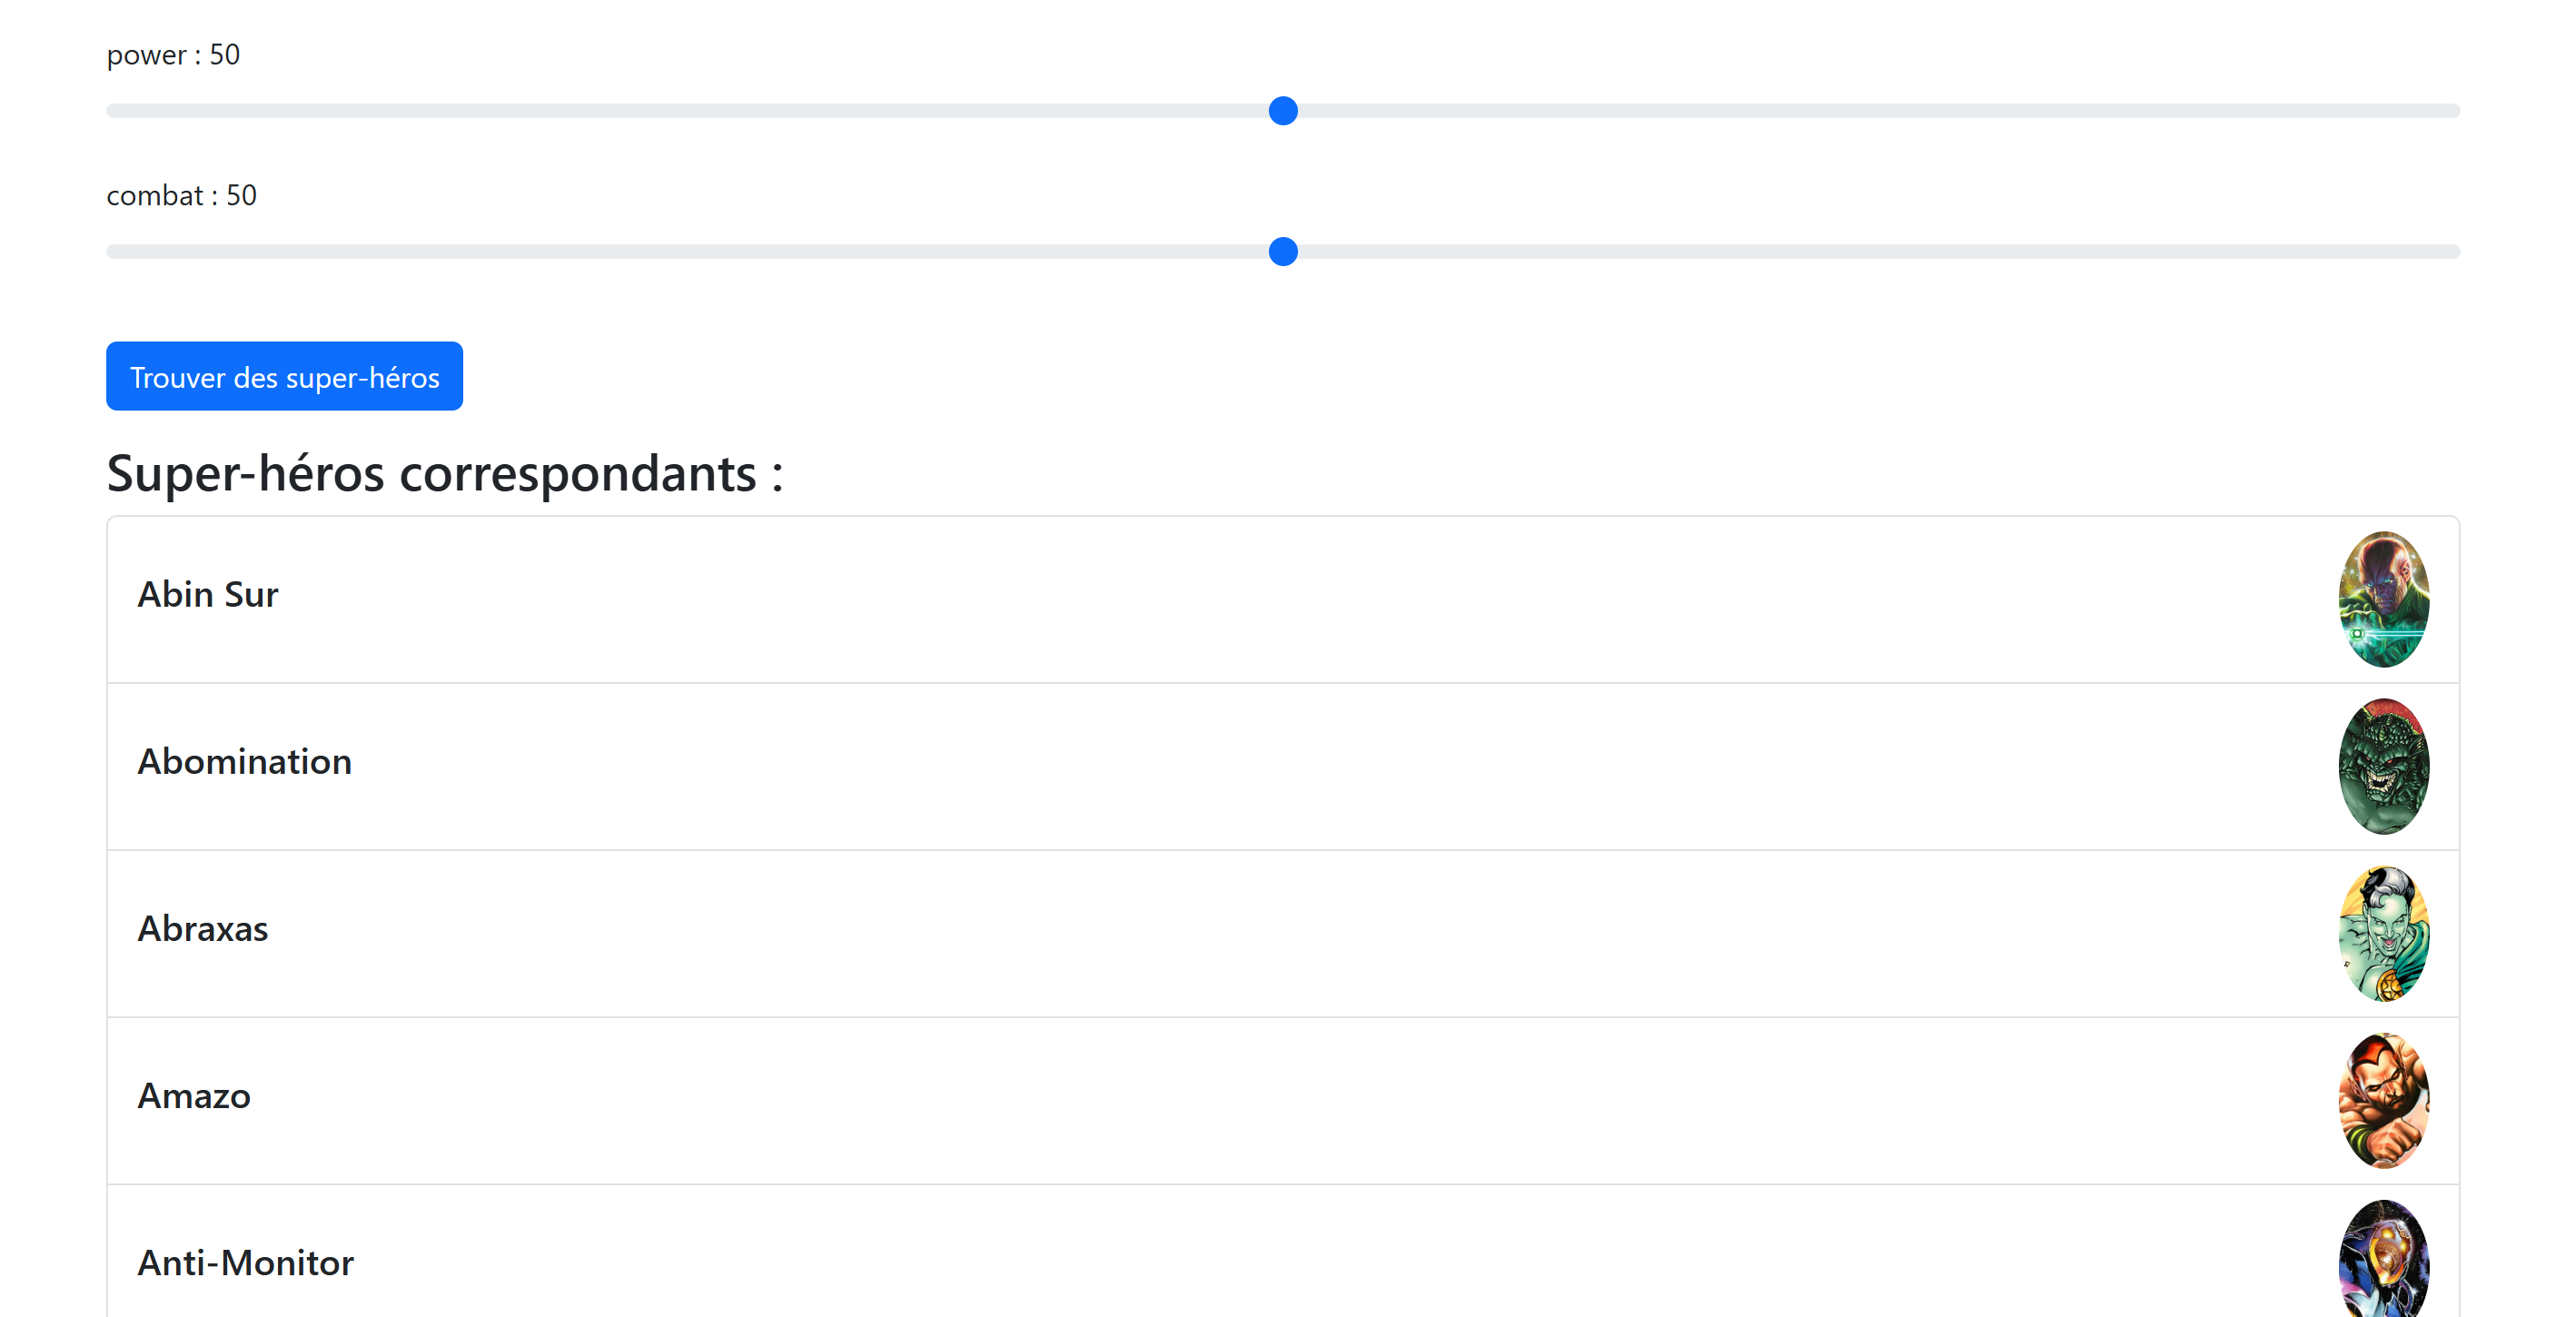 power : 50
combat : 50
Trouver des super-héros
Super-héros correspondants :
Abin Sur
Abomination
Abraxas
Amazo
Anti-Monitor